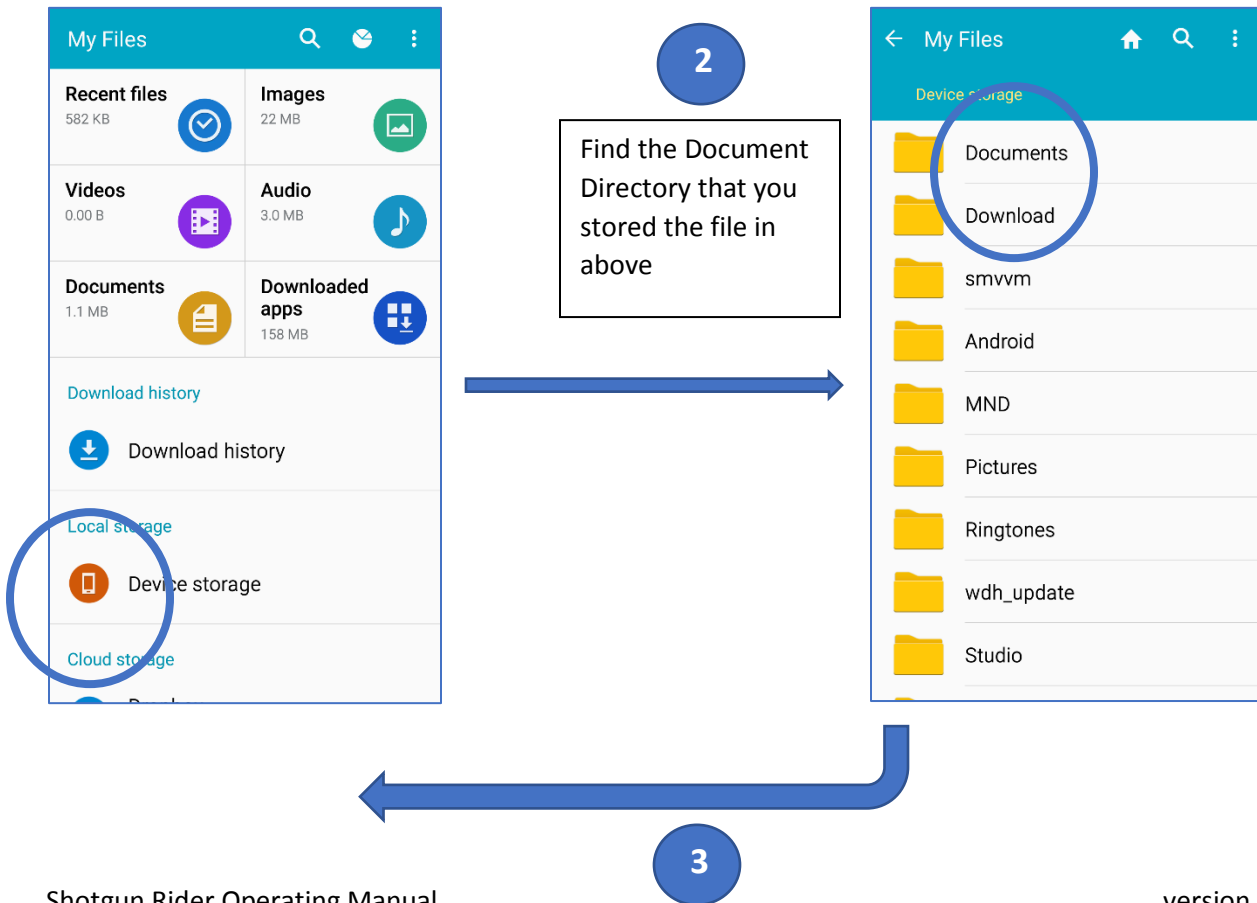 My Files
Recent files
582 KB
Images
22 MB
Videos
0.00 B
Audio
3.0 MB
Documents
1.1 MB
Downloaded
apps
158 MB
Download history
Download history
Local storage
Device storage
Cloud storage
2
Find the Document
Directory that you
stored the file in
above
My Files
Device storage
Documents
Download
smvvm
Android
MND
Pictures
Ringtones
wdh_update
Studio
3
Shotgun Rider Operating Manual
version